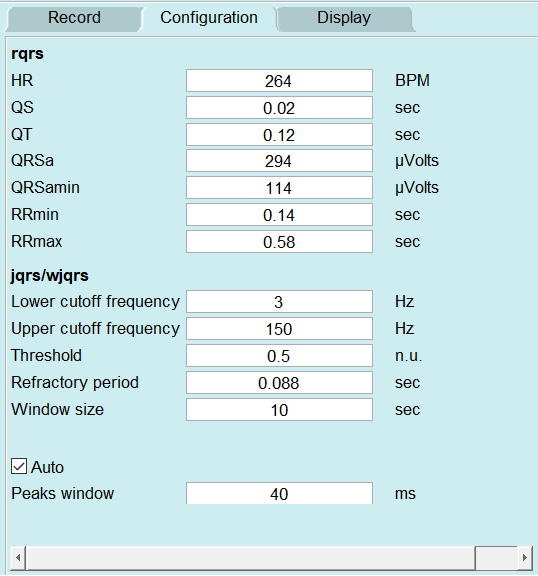 Record Configuration Display
rqrs
HR 264 BPM
QS 0.02 sec
QT 0.12 sec
QRSa 294 µVolts
QRSamin 114 µVolts
RRmin 0.14 sec
RRmax 0.58 sec
jqrs/wjqrs
Lower cutoff frequency 3 Hz
Upper cutoff frequency 150 Hz
Threshold 0.5 n.u.
Refractory period 0.088 sec
Window size 10 sec
Auto
Peaks window 40 ms